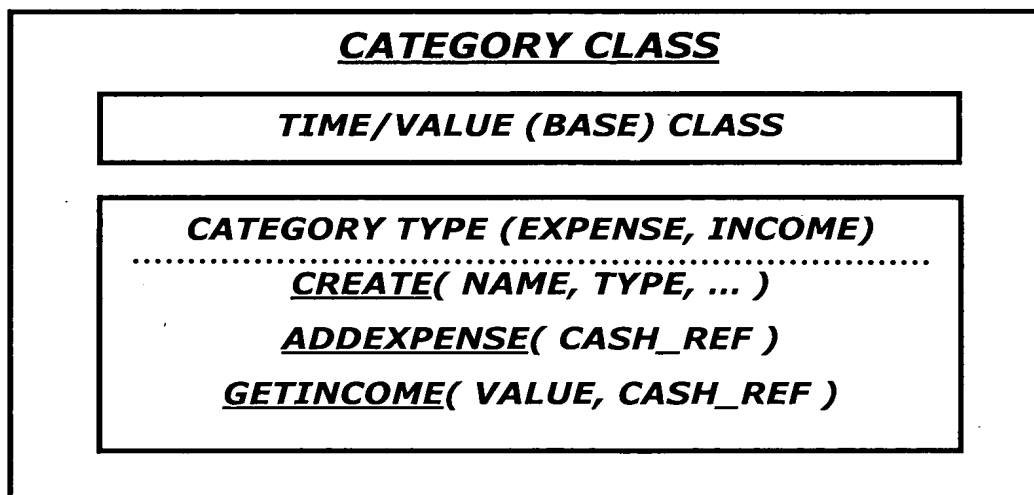 CATEGORY CLASS
TIME/VALUE (BASE) CLASS
CATEGORY TYPE (EXPENSE, INCOME)
CREATE( NAME, TYPE, ... )
ADDEXPENSE( CASH_REF )
GETINCOME( VALUE, CASH_REF )